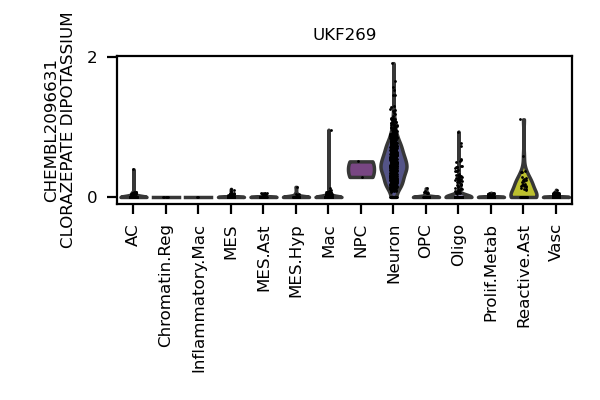 UKF269
CHEMBL2096631
CLORAZEPATE DIPOTASSIUM
2
0
AC
Chromatin.Reg
Inflammatory.Mac
MES
MES.Ast
MES.Hyp
Mac
NPC
Neuron
OPC
Oligo
Prolif.Metab
Reactive.Ast
Vasc